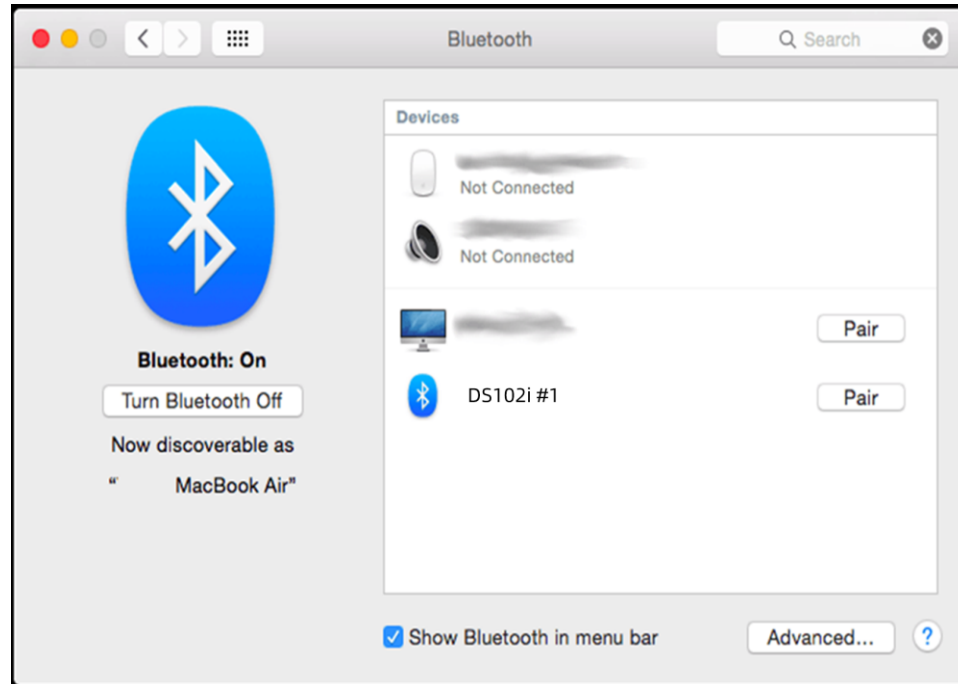 Bluetooth
Search
Devices
Not Connected
Not Connected
Pair
DS102i #1
Pair
Bluetooth: On
Turn Bluetooth Off
Now discoverable as
“ MacBook Air”
Show Bluetooth in menu bar
Advanced...
?